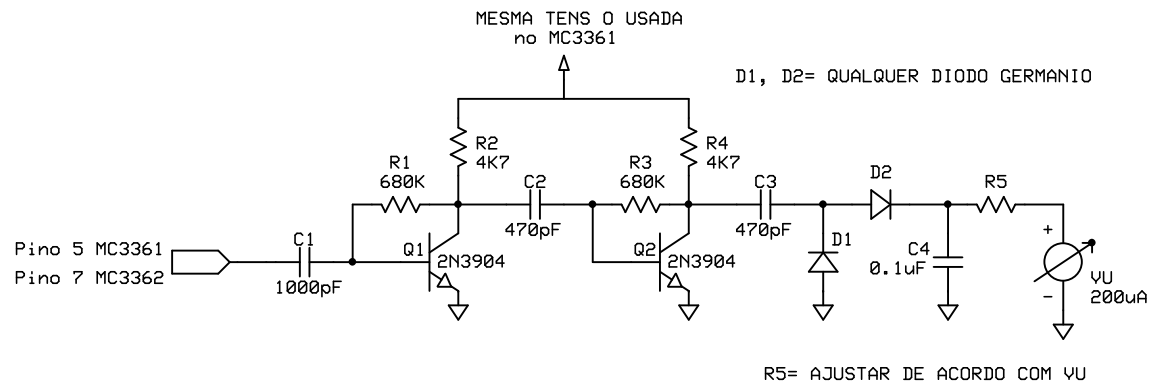 MESMA TENS O USADA
no MC3361
D1, D2= QUALQUER DIODO GERMANIO
R2
4K7
R4
4K7
R1
680K
C2
470pF
R3
680K
C3
470pF
D2
R5
Pino 5 MC3361
Pino 7 MC3362
C1
1000pF
Q1
2N3904
Q2
2N3904
D1
C4
0.1uF
+
-
VU
200uA
R5= AJUSTAR DE ACORDO COM VU